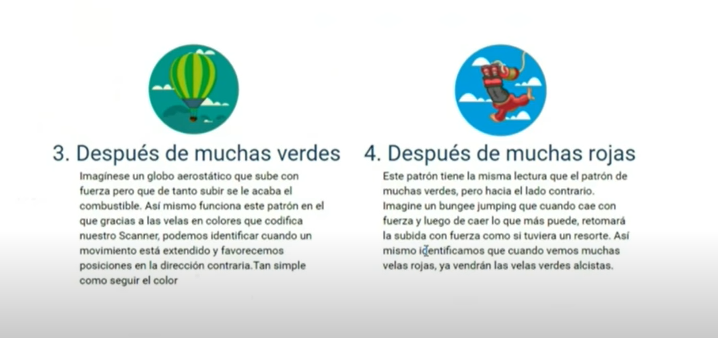 3. Después de muchas verdes
Imagínese un globo aerostático que sube con
fuerza pero que de tanto subir se le acaba el
combustible. Así mismo funciona este patrón en el
que gracias a las velas en colores que codifica
nuestro Scanner, podemos identificar cuando un
movimiento está extendido y favorecemos
posiciones en la dirección contraria.Tan simple
como seguir el color
4. Después de muchas rojas
Este patrón tiene la misma lectura que el patrón de
muchas verdes, pero hacia el lado contrario.
Imagine un bungee jumping que cuando cae con
fuerza y luego de caer lo que más puede, retomará
la subida con fuerza como si tuviera un resorte. Así
mismo identificamos que cuando vemos muchas
velas rojas, ya vendrán las velas verdes alcistas.